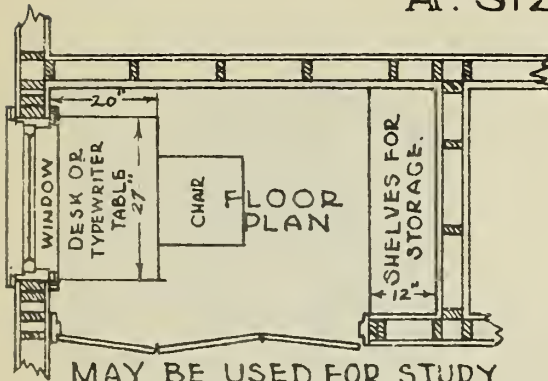 A. SIZ
20"
WINDOW
DESK OR
TYPEWRITER
TABLE
27"
CHAIR
FLOOR
PLAN
SHELVES FOR
STORAGE.
12"
MAY BE USED FOR STUDY